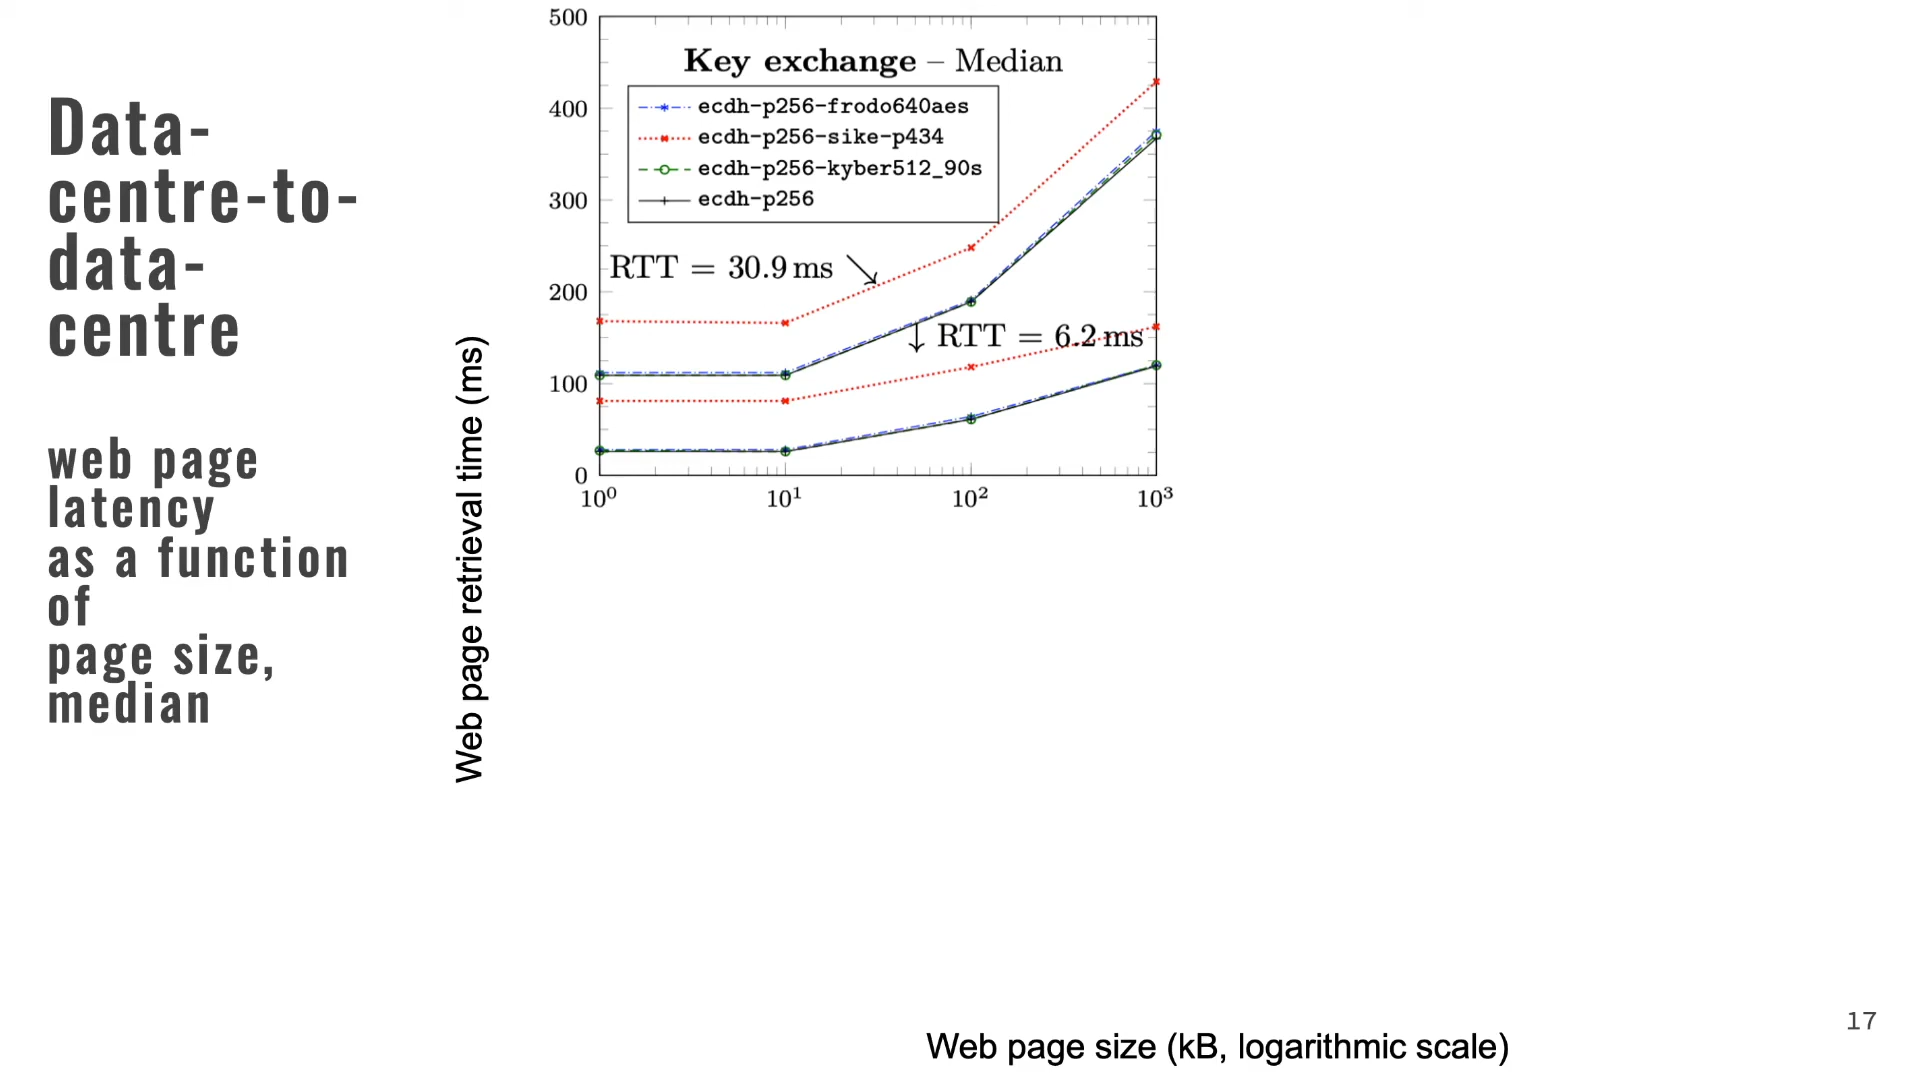 Data-
centre-to-
data-
centre
web page
latency
as a function
of
page size,
median
Web page retrieval time (ms)
500
400
300
200
100
0
Key exchange – Median
ecdh-p256-frodo640aes
ecdh-p256-sike-p434
ecdh-p256-kyber512_90s
ecdh-p256
RTT = 30.9 ms
RTT = 6.2 ms
10⁰ 10¹ 10² 10³
Web page size (kB, logarithmic scale)
17